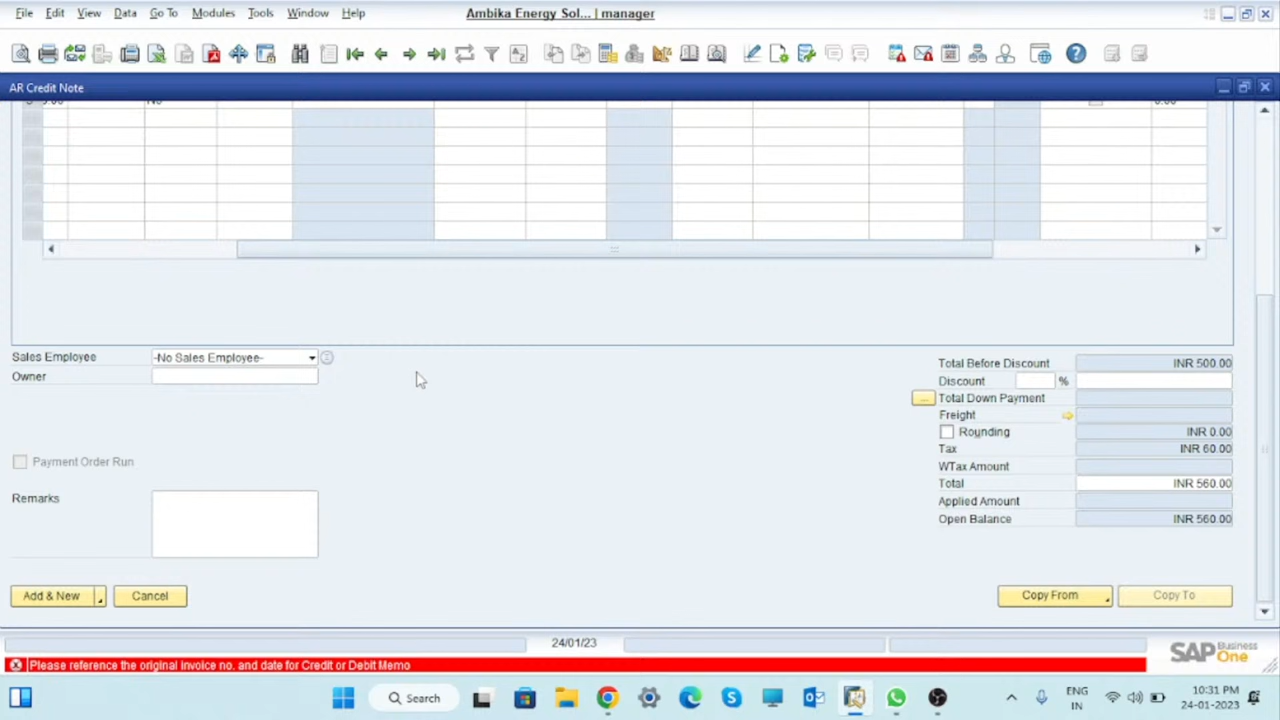 File Edit View Data Go To Modules Tools Window Help Ambika Energy Sol... | manager
AR Credit Note
No 0.00
Sales Employee -No Sales Employee-
Owner
Total Before Discount INR 500.00
Discount %
... Total Down Payment
Freight
Rounding INR 0.00
Tax INR 60.00
WTax Amount
Total INR 560.00
Applied Amount
Open Balance INR 560.00
Payment Order Run
Remarks
Add & New Cancel Copy From Copy To
24/01/23
SAP Business One
Please reference the original invoice no. and date for Credit or Debit Memo
Search
ENG
IN
10:31 PM
24-01-2023